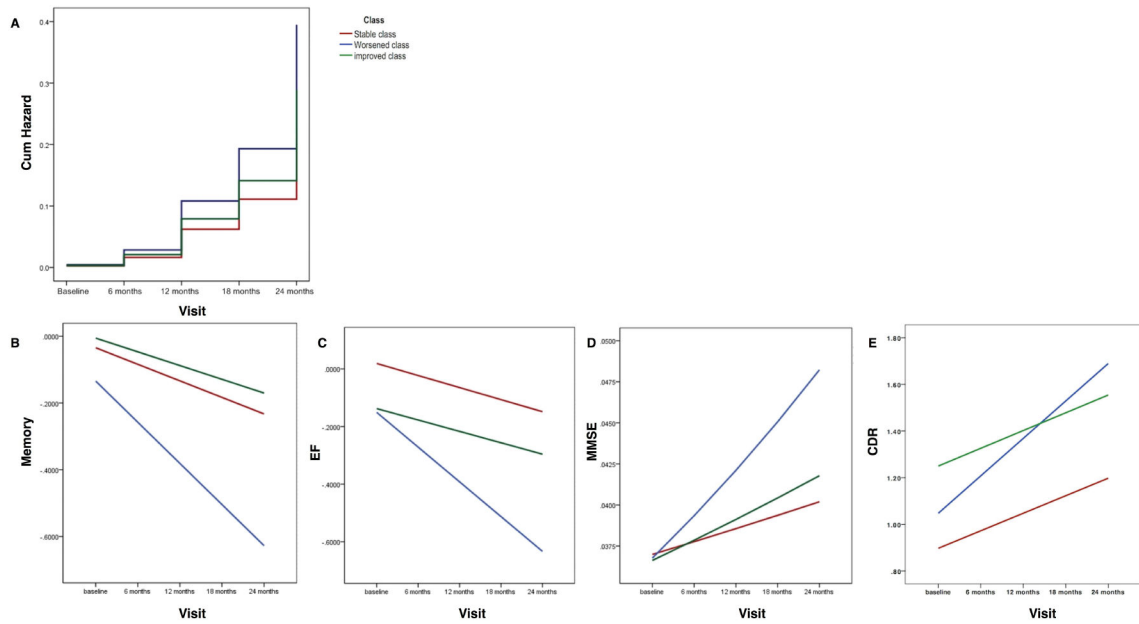 A
Class
Stable class
Worsened class
improved class
Cum Hazard
0.4
0.3
0.2
0.1
0.0
Baseline 6 months 12 months 18 months 24 months
Visit
B
Memory
.0000
-.2000
-.4000
-.6000
baseline 6 months 12 months 18 months 24 months
Visit
C
EF
.0000
-.2000
-.4000
-.6000
baseline 6 months 12 months 18 months 24 months
Visit
D
MMSE
.0500
.0475
.0450
.0425
.0400
.0375
baseline 6 months 12 months 18 months 24 months
Visit
E
CDR
1.80
1.60
1.40
1.20
1.00
.80
baseline 6 months 12 months 18 months 24 months
Visit